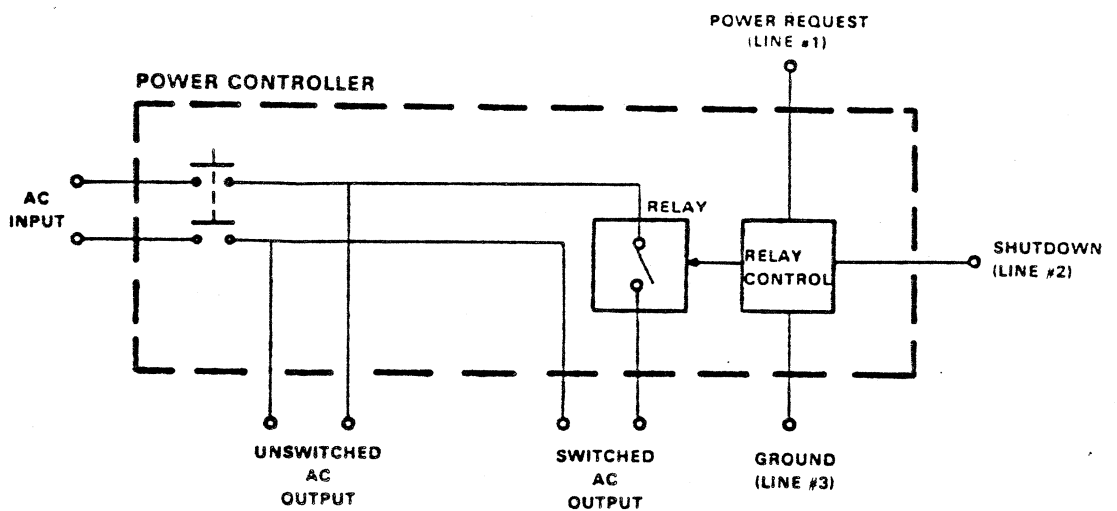 POWER REQUEST
(LINE #1)
POWER CONTROLLER
AC
INPUT
RELAY
RELAY
CONTROL
SHUTDOWN
(LINE #2)
UNSWITCHED
AC
OUTPUT
SWITCHED
AC
OUTPUT
GROUND
(LINE #3)